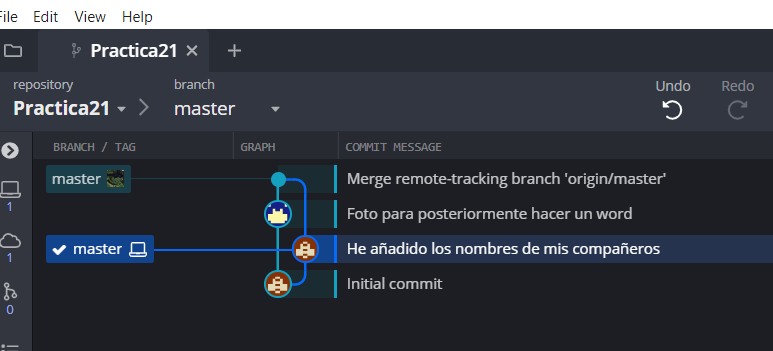 File Edit View Help
Practica21
repository branch Undo Redo
Practica21 master
BRANCH / TAG GRAPH COMMIT MESSAGE
master Merge remote-tracking branch 'origin/master'
Foto para posteriormente hacer un word
master He añadido los nombres de mis compañeros
Initial commit
1
1
0